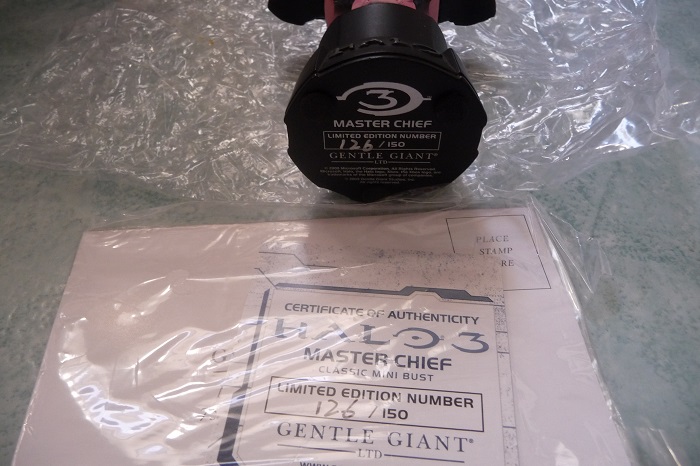 HALO
3
MASTER CHIEF
LIMITED EDITION NUMBER
126/150
GENTLE GIANT®
LTD
PLACE
STAMP
RE
CERTIFICATE OF AUTHENTICITY
HALO 3
MASTER CHIEF
CLASSIC MINI BUST
LIMITED EDITION NUMBER
126/150
GENTLE GIANT®
LTD